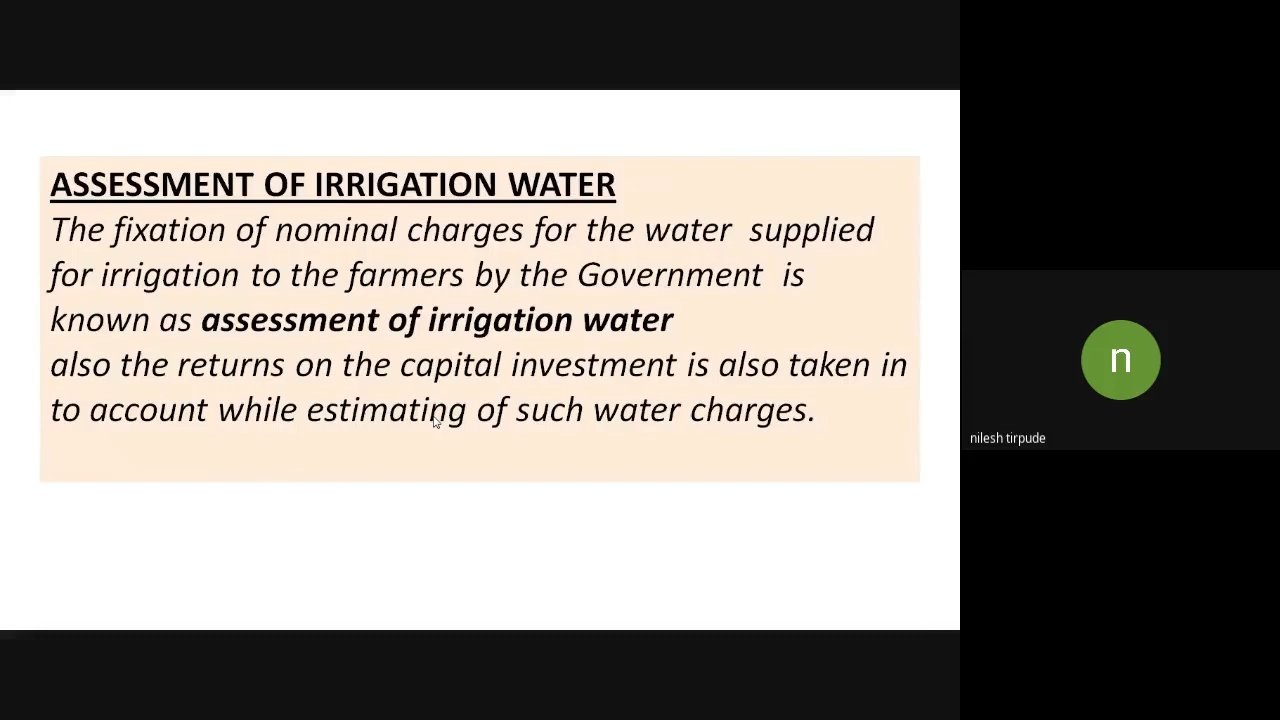 ASSESSMENT OF IRRIGATION WATER
The fixation of nominal charges for the water supplied
for irrigation to the farmers by the Government is
known as assessment of irrigation water
also the returns on the capital investment is also taken in
to account while estimating of such water charges.
n
nilesh tirpude